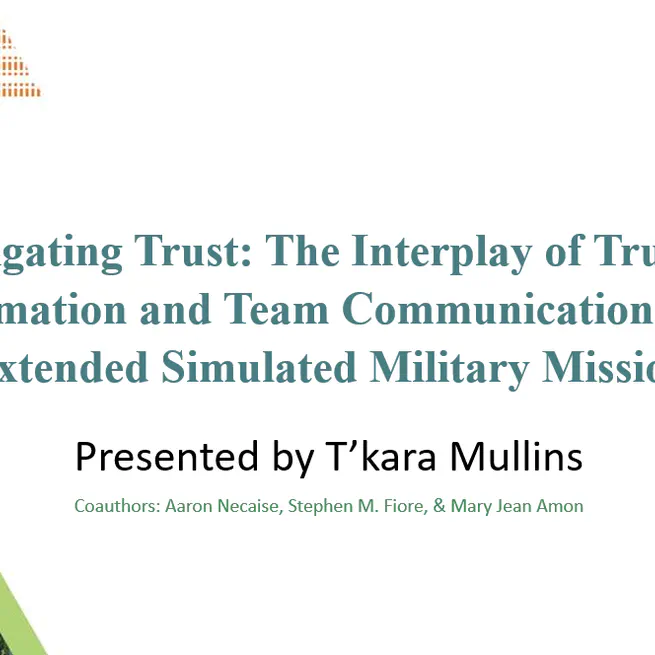 gating Trust: The Interplay of Tru
mation and Team Communication
xtended Simulated Military Missio
Presented by T’kara Mullins
Coauthors: Aaron Necaise, Stephen M. Fiore, & Mary Jean Amon